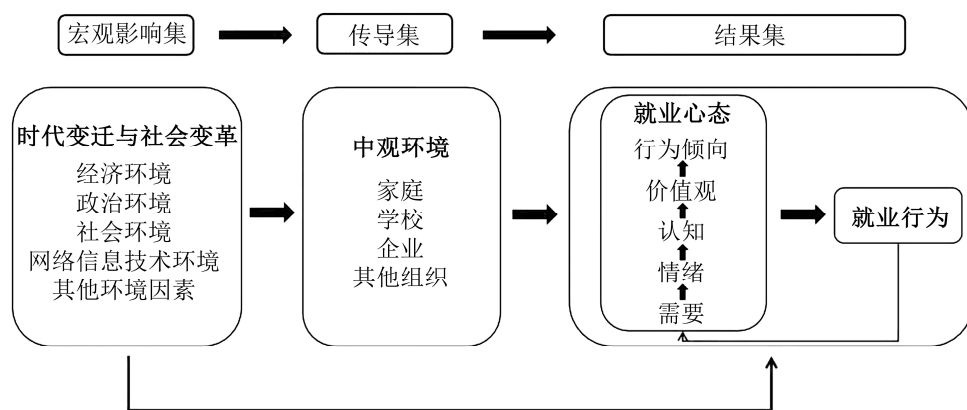 宏观影响集
传导集
结果集
时代变迁与社会变革
经济环境
政治环境
社会环境
网络信息技术环境
其他环境因素
中观环境
家庭
学校
企业
其他组织
就业心态
行为倾向
价值观
认知
情绪
需要
就业行为